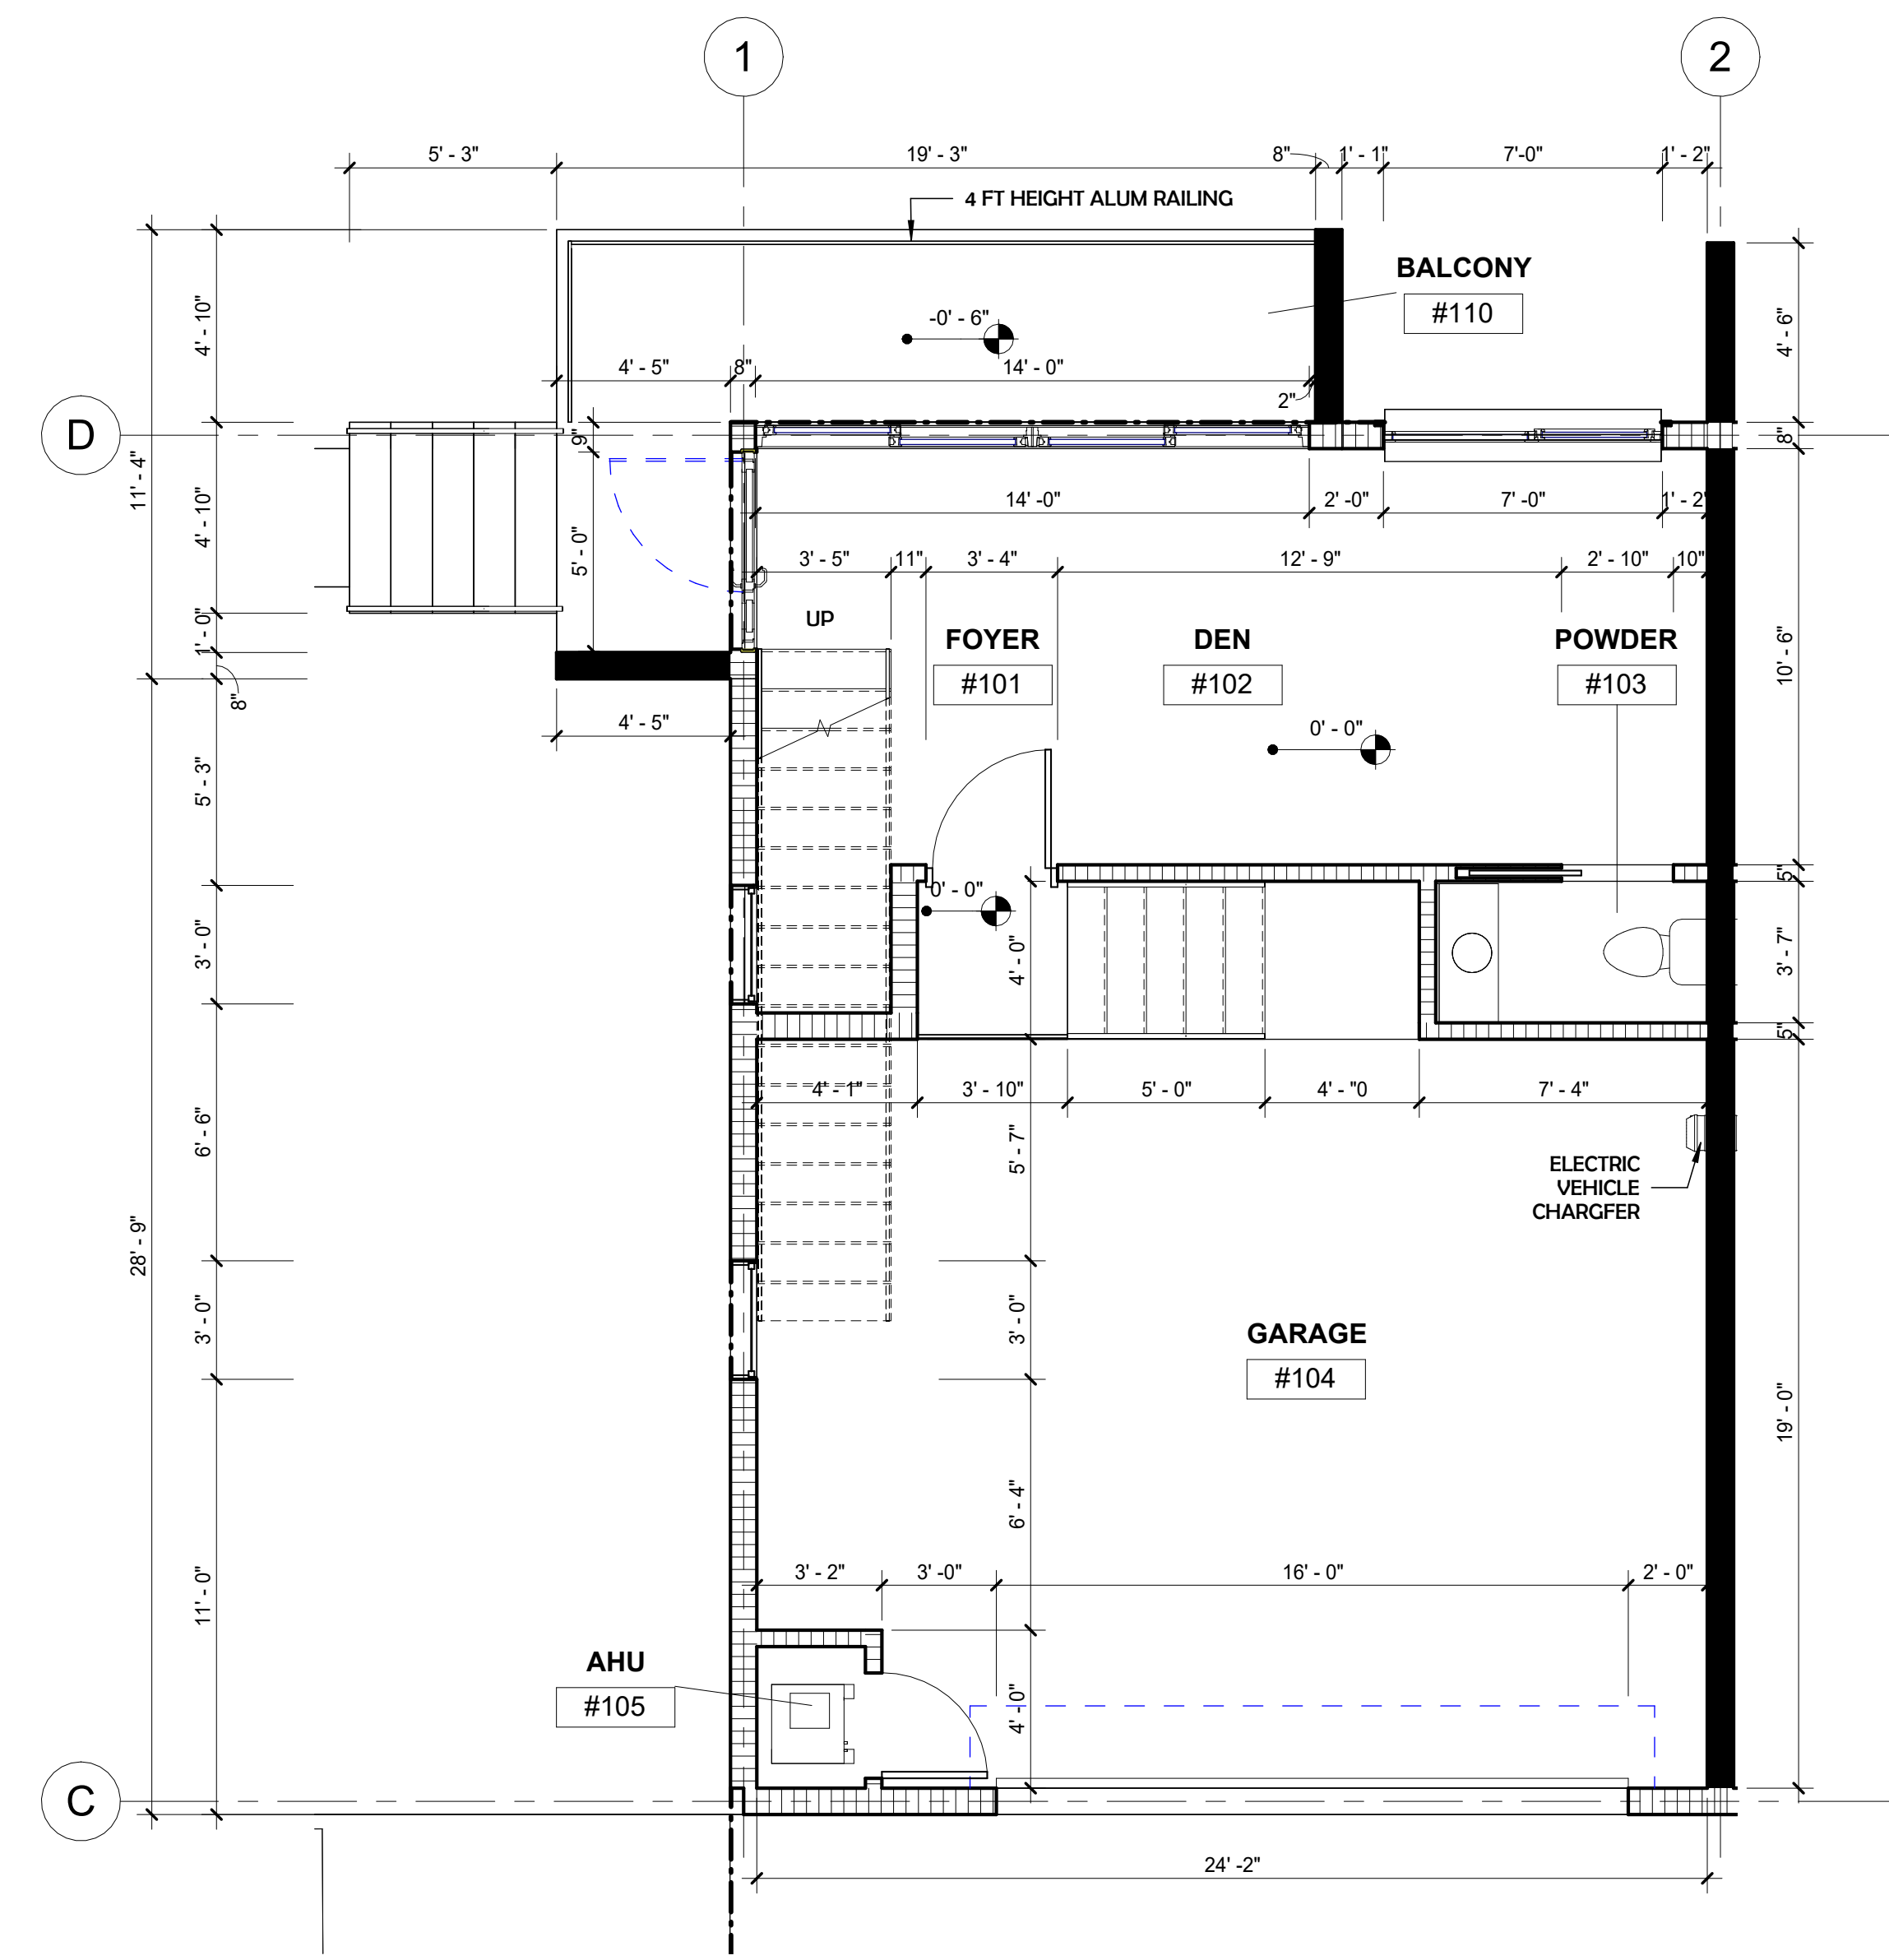 1
2
5' - 3"
19' - 3"
8"
1' - 1"
7'-0"
1' - 2"
4 FT HEIGHT ALUM RAILING
BALCONY
#110
-0' - 6"
4' - 10"
4' - 6"
4' - 5"
8"
14' - 0"
2"
D
9"
8"
11' - 4"
4' - 10"
5' - 0"
14' -0"
2' -0"
7' -0"
1' - 2"
3' - 5"
11"
3' - 4"
12' - 9"
2' - 10"
10"
UP
FOYER
#101
DEN
#102
POWDER
#103
10' - 6"
1' - 0"
8"
4' - 5"
0' - 0"
5' - 3"
0' - 0"
5"
3' - 0"
4' - 0"
3' - 7"
5"
4' - 1"
3' - 10"
5' - 0"
4' - "0
7' - 4"
6' - 6"
5' - 7"
ELECTRIC
VEHICLE
CHARGFER
28' - 9"
3' - 0"
3' - 0"
GARAGE
#104
19' - 0"
6' - 4"
11' - 0"
3' - 2"
3' -0"
16' - 0"
2' - 0"
AHU
#105
4' - 0"
C
24' -2"